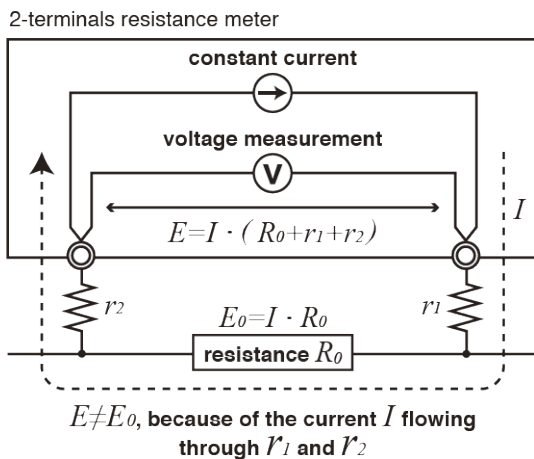 2-terminals resistance meter
constant current
voltage measurement
V
E=I · ( R0+r1+r2)
I
r2
r1
E0=I · R0
resistance R0
E≠E0, because of the current I flowing
through r1 and r2